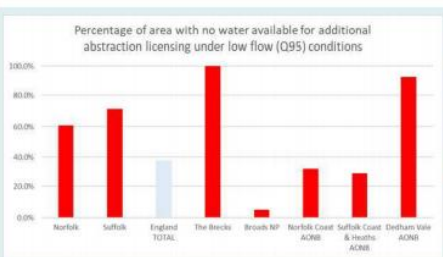 Percentage of area with no water available for additional
abstraction licensing under low flow (Q95) conditions
100.0%
80.0%
60.0%
40.0%
20.0%
0.0%
Norfolk Suffolk England The Brecks Broads NP Norfolk Coast Suffolk Coast Dedham Vale
TOTAL AONB & Heaths AONB
AONB